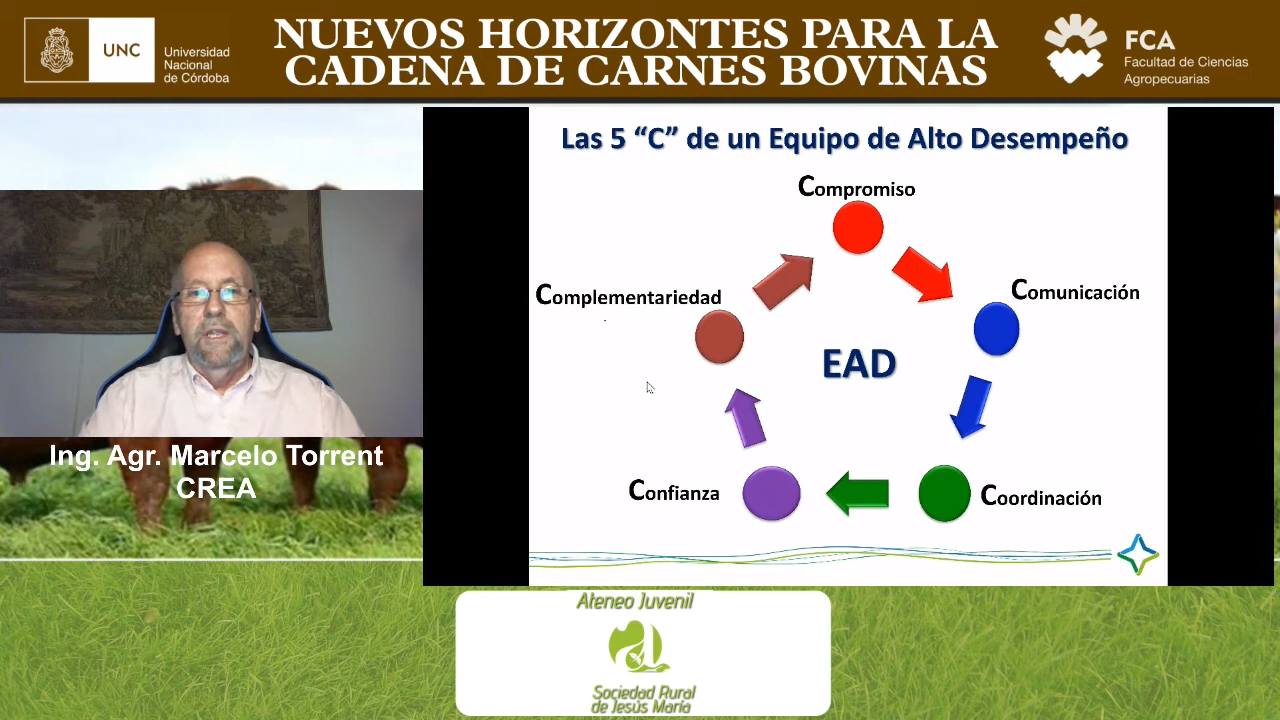 UNC
Universidad
Nacional
de Córdoba
NUEVOS HORIZONTES PARA LA
CADENA DE CARNES BOVINAS
FCA
Facultad de Ciencias
Agropecuarias
Las 5 “C” de un Equipo de Alto Desempeño
Compromiso
Comunicación
Complementariedad
EAD
Confianza
Coordinación
Ing. Agr. Marcelo Torrent
CREA
Ateneo Juvenil
Sociedad Rural
de Jesús María